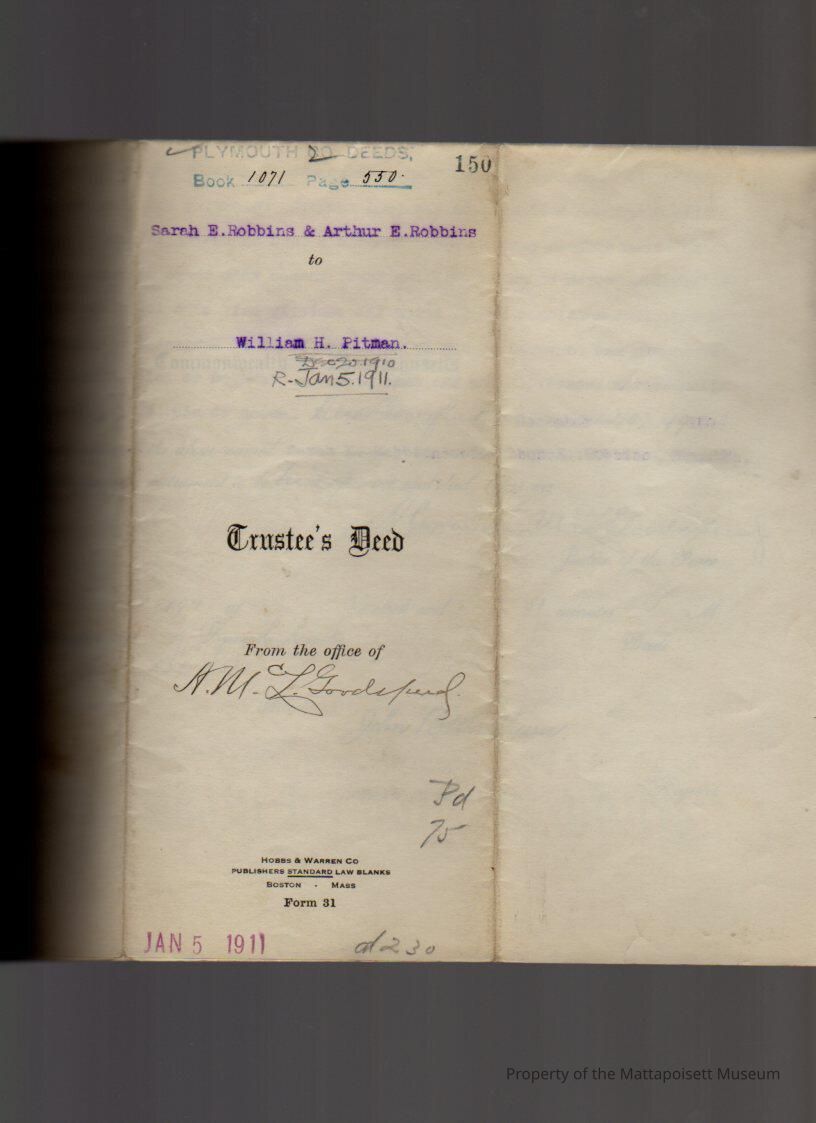 PLYMOUTH CO. DEEDS,
150
Book 1071 Page 550.
Sarah E.Robbins & Arthur E.Robbins
to
William H. Pitman.
Dec 20.1910
R-Jan 5.1911.
Trustee's Deed
From the office of
Goodspeed
Pd
75
HOBBS & WARREN CO
PUBLISHERS STANDARD LAW BLANKS
BOSTON - MASS
Form 31
JAN 5 1911
230
Property of the Mattapoisett Museum